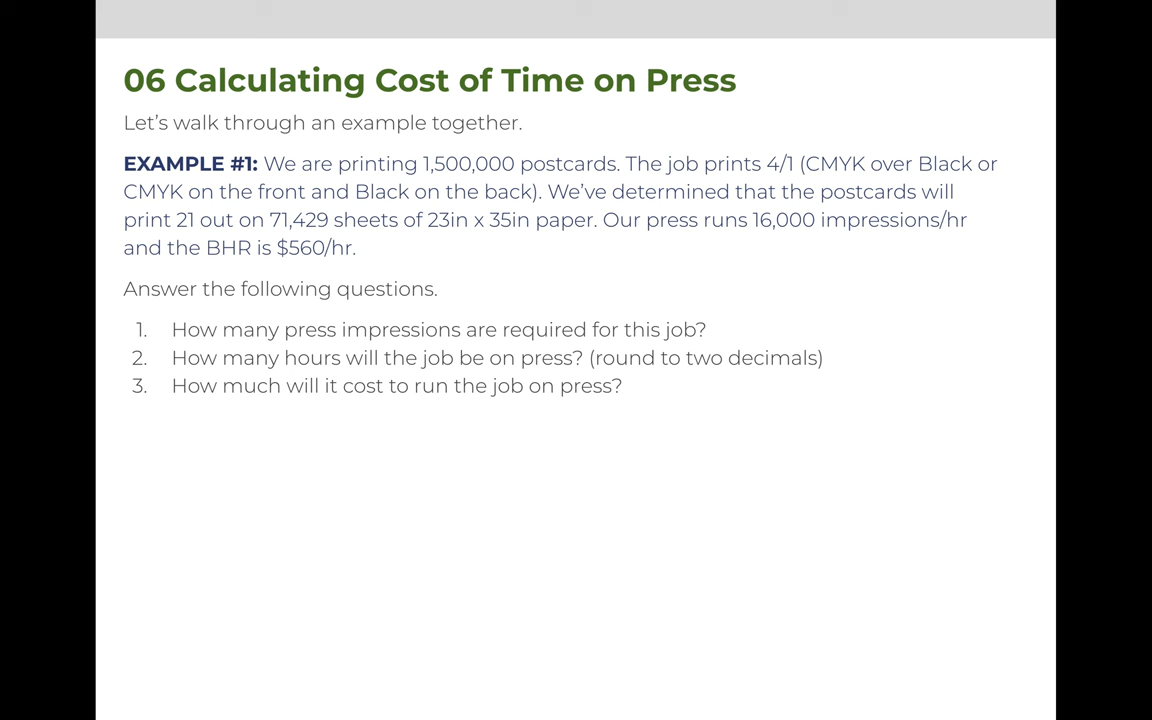 06 Calculating Cost of Time on Press
Let’s walk through an example together.
EXAMPLE #1: We are printing 1,500,000 postcards. The job prints 4/1 (CMYK over Black or
CMYK on the front and Black on the back). We’ve determined that the postcards will
print 21 out on 71,429 sheets of 23in x 35in paper. Our press runs 16,000 impressions/hr
and the BHR is $560/hr.
Answer the following questions.
1. How many press impressions are required for this job?
2. How many hours will the job be on press? (round to two decimals)
3. How much will it cost to run the job on press?